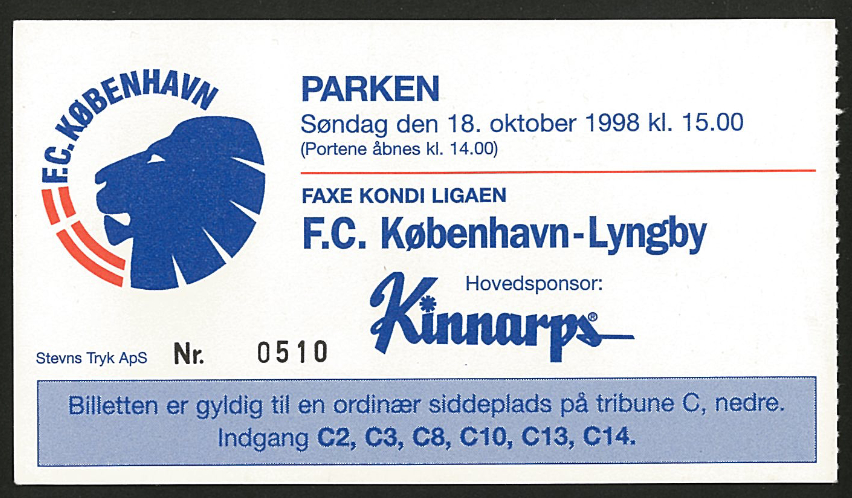 F.C. KØBENHAVN
PARKEN
Søndag den 18. oktober 1998 kl. 15.00
(Portene åbnes kl. 14.00)
FAXE KONDI LIGAEN
F.C. København-Lyngby
Hovedsponsor:
Kinnarps®
Stevns Tryk ApS Nr. 0510
Billetten er gyldig til en ordinær siddeplads på tribune C, nedre.
Indgang C2, C3, C8, C10, C13, C14.